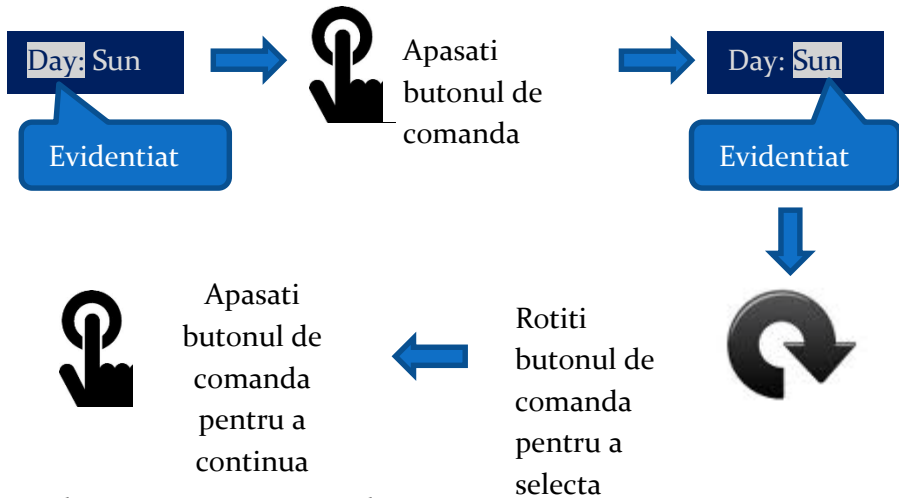 Day: Sun
Evidentiat
Apasati
butonul de
comanda
Day: Sun
Evidentiat
Rotiti
butonul de
comanda
pentru a
selecta
Apasati
butonul de
comanda
pentru a
continua